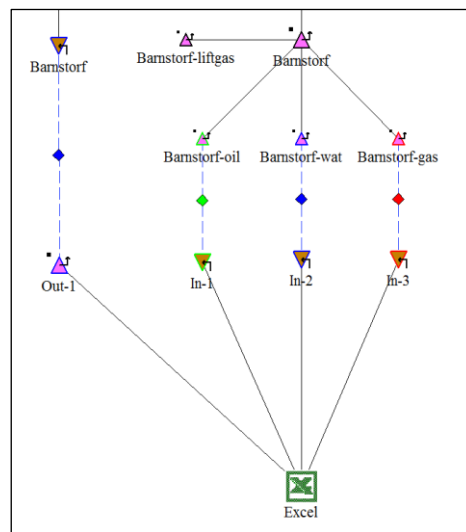 Barnstorf
Barnstorf-liftgas
Barnstorf
Barnstorf-oil
Barnstorf-wat
Barnstorf-gas
Out-1
In-1
In-2
In-3
Excel